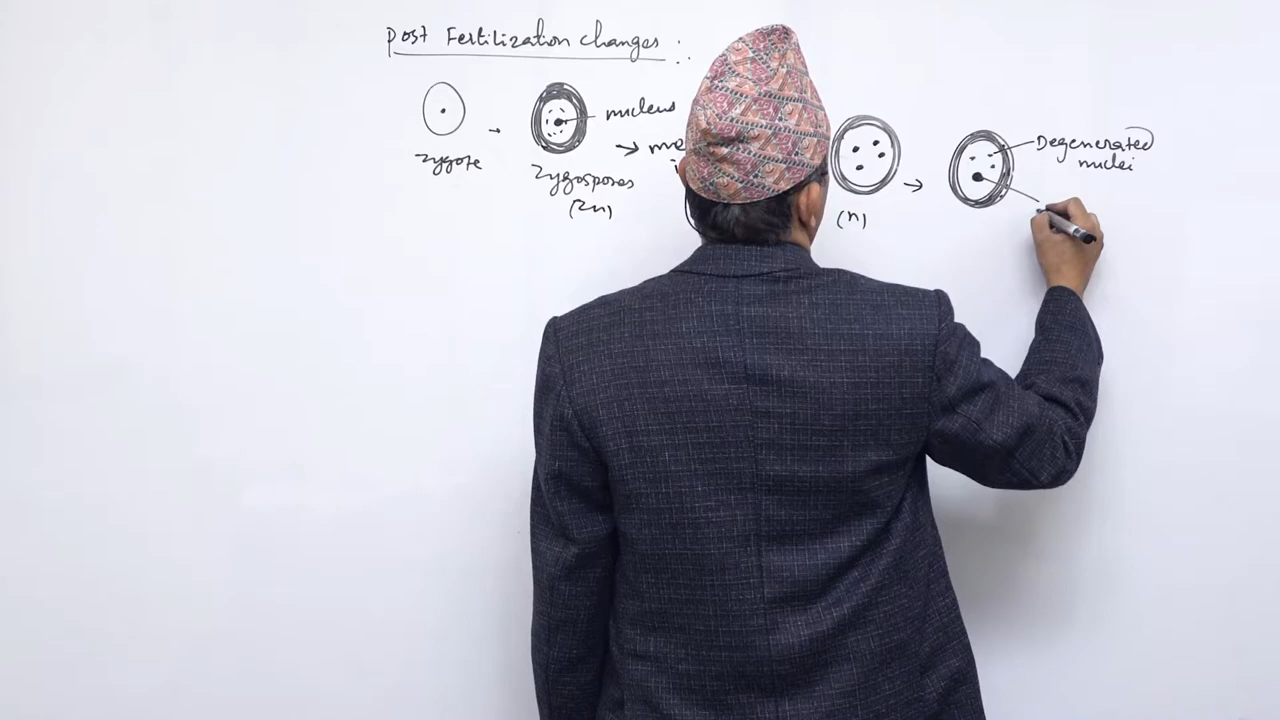 Post Fertilization changes :
nucleus
Degenerated
nuclei
→ me
zygote
zygospores
(2n)
(n)